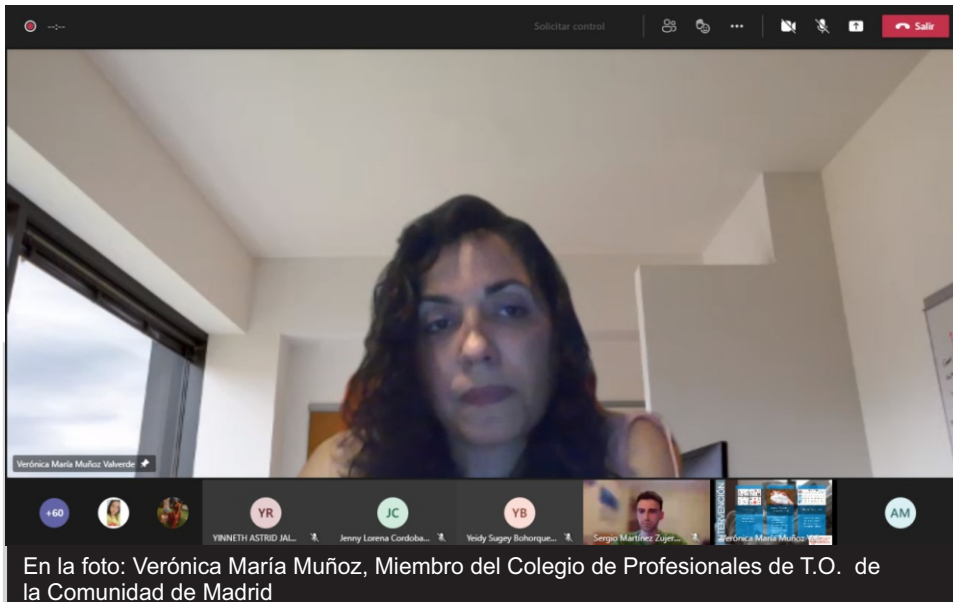 --:--
Solicitar control
Salir
Verónica María Muñoz Valverde
+60
YR
YINNETH ASTRID JAL...
JC
Jenny Lorena Cordoba...
YB
Yeidy Sugey Bohorque...
Sergio Martínez Zujer...
INTERVENCIÓN
Verónica María Muñoz
AM
En la foto: Verónica María Muñoz, Miembro del Colegio de Profesionales de T.O. de
la Comunidad de Madrid